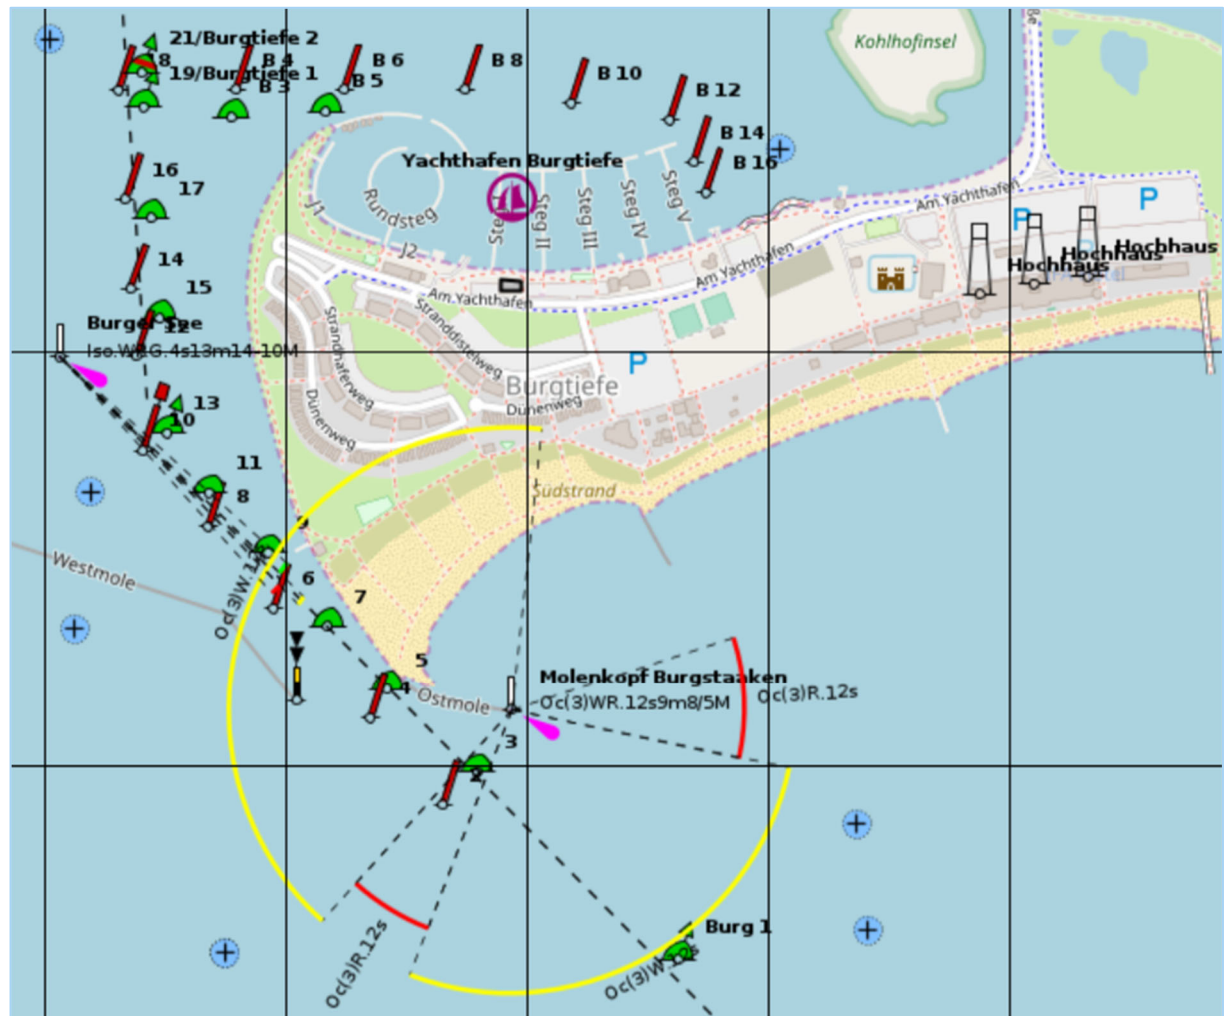 21/Burgtiefe 2
18
B 4
B 6
B 8
19/Burgtiefe 1
B 3
B 5
B 10
B 12
B 14
B 16
Kohlhofinsel
16
17
Yachthafen Burgtiefe
J1
Rundsteg
J2
Steg II
Steg III
Steg IV
Steg V
Am Yachthafen
P
P
14
15
Am Yachthafen
Am Yachthafen
Hochhaus
Hochhaus
Hochhaus
Burger See
12
Iso.WRG.4s13m14-10M
Strandhaferweg
Stranddistelweg
Dünenweg
Dünenweg
Burgtiefe
P
13
10
11
8
Südstrand
9
Westmole
Oc(3)W.12s
6
7
5
4
Ostmole
Molenkopf Burgstaaken
Oc(3)WR.12s9m8/5M
Oc(3)R.12s
3
2
Oc(3)R.12s
Burg 1
Oc(3)W.12s